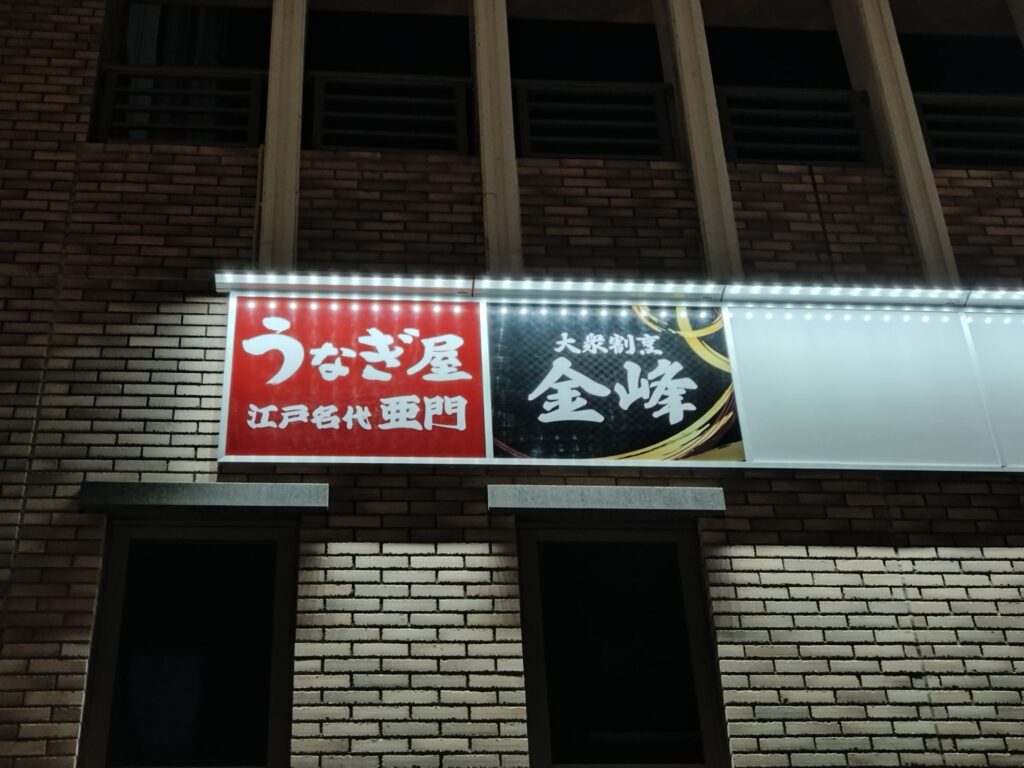 うなぎ屋
江戸名代 亜門
大衆割烹
金峰